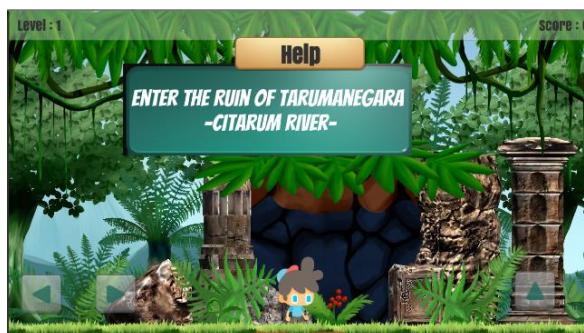 Level : 1
Score :
Help
ENTER THE RUIN OF TARUMANEGARA
-CITARUM RIVER-